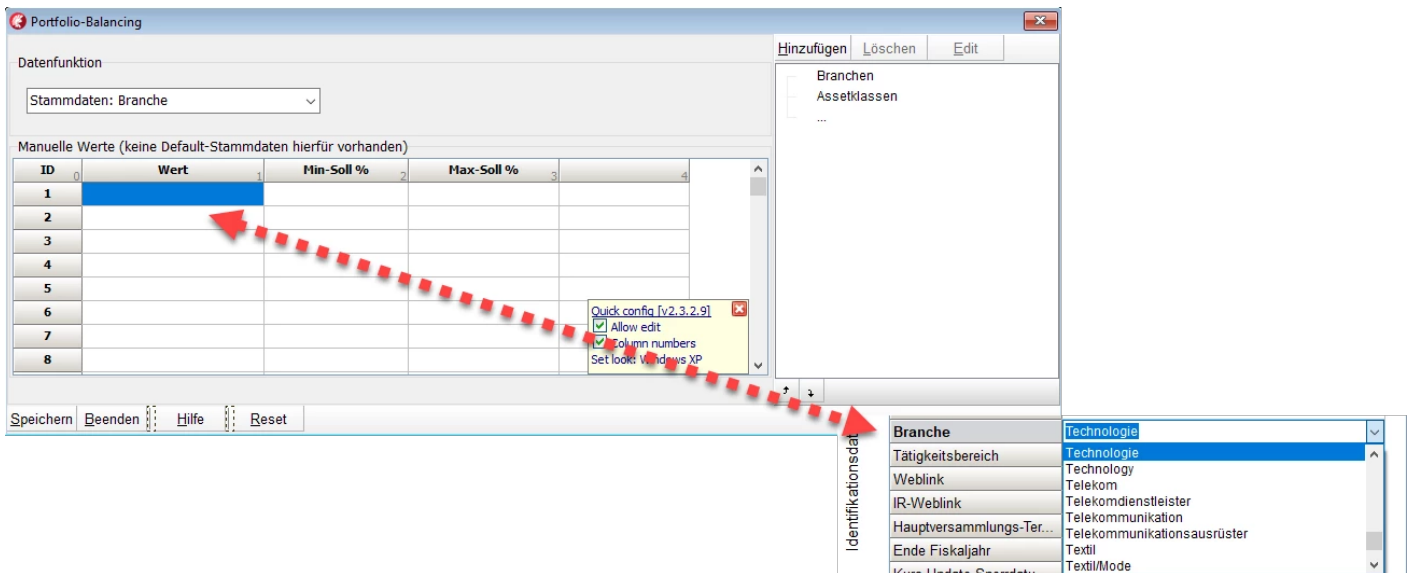 Portfolio-Balancing
Hinzufügen Löschen Edit
Datenfunktion
Stammdaten: Branche
Branchen
Assetklassen
...
Manuelle Werte (keine Default-Stammdaten hierfür vorhanden)
ID 0 Wert 1 Min-Soll % 2 Max-Soll % 3 4
1
2
3
4
5
6
7
8
Quick config [v2.3.2.9]
Allow edit
Column numbers
Set look: Windows XP
Speichern Beenden Hilfe Reset
Branche Technologie
Tätigkeitsbereich
Weblink
IR-Weblink
Hauptversammlungs-Ter...
Ende Fiskaljahr
Technologie
Technology
Telekom
Telekomdienstleister
Telekommunikation
Telekommunikationsausrüster
Textil
Textil/Mode